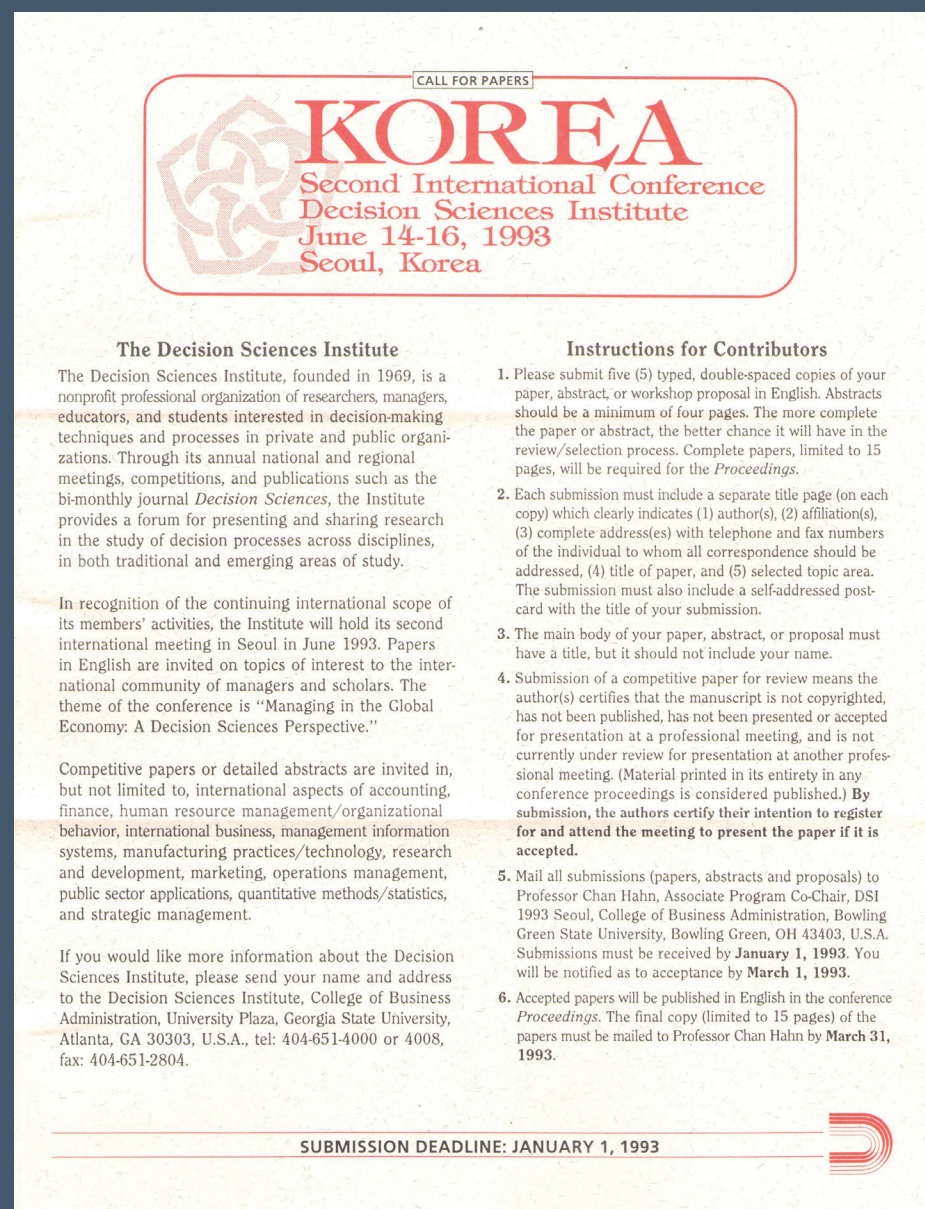 CALL FOR PAPERS
KOREA
Second International Conference
Decision Sciences Institute
June 14-16, 1993
Seoul, Korea
The Decision Sciences Institute
The Decision Sciences Institute, founded in 1969, is a
nonprofit professional organization of researchers, managers,
educators, and students interested in decision-making
techniques and processes in private and public organi-
zations. Through its annual national and regional
meetings, competitions, and publications such as the
bi-monthly journal Decision Sciences, the Institute
provides a forum for presenting and sharing research
in the study of decision processes across disciplines,
in both traditional and emerging areas of study.
In recognition of the continuing international scope of
its members' activities, the Institute will hold its second
international meeting in Seoul in June 1993. Papers
in English are invited on topics of interest to the inter-
national community of managers and scholars. The
theme of the conference is "Managing in the Global
Economy: A Decision Sciences Perspective."
Competitive papers or detailed abstracts are invited in,
but not limited to, international aspects of accounting,
finance, human resource management/organizational
behavior, international business, management information
systems, manufacturing practices/technology, research
and development, marketing, operations management,
public sector applications, quantitative methods/statistics,
and strategic management.
If you would like more information about the Decision
Sciences Institute, please send your name and address
to the Decision Sciences Institute, College of Business
Administration, University Plaza, Georgia State University,
Atlanta, GA 30303, U.S.A., tel: 404-651-4000 or 4008,
fax: 404-651-2804.
Instructions for Contributors
1. Please submit five (5) typed, double-spaced copies of your
paper, abstract, or workshop proposal in English. Abstracts
should be a minimum of four pages. The more complete
the paper or abstract, the better chance it will have in the
review/selection process. Complete papers, limited to 15
pages, will be required for the Proceedings.
2. Each submission must include a separate title page (on each
copy) which clearly indicates (1) author(s), (2) affiliation(s),
(3) complete address(es) with telephone and fax numbers
of the individual to whom all correspondence should be
addressed, (4) title of paper, and (5) selected topic area.
The submission must also include a self-addressed post-
card with the title of your submission.
3. The main body of your paper, abstract, or proposal must
have a title, but it should not include your name.
4. Submission of a competitive paper for review means the
author(s) certifies that the manuscript is not copyrighted,
has not been published, has not been presented or accepted
for presentation at a professional meeting, and is not
currently under review for presentation at another profes-
sional meeting. (Material printed in its entirety in any
conference proceedings is considered published.) By
submission, the authors certify their intention to register
for and attend the meeting to present the paper if it is
accepted.
5. Mail all submissions (papers, abstracts and proposals) to
Professor Chan Hahn, Associate Program Co-Chair, DSI
1993 Seoul, College of Business Administration, Bowling
Green State University, Bowling Green, OH 43403, U.S.A.
Submissions must be received by January 1, 1993. You
will be notified as to acceptance by March 1, 1993.
6. Accepted papers will be published in English in the conference
Proceedings. The final copy (limited to 15 pages) of the
papers must be mailed to Professor Chan Hahn by March 31,
1993.
SUBMISSION DEADLINE: JANUARY 1, 1993